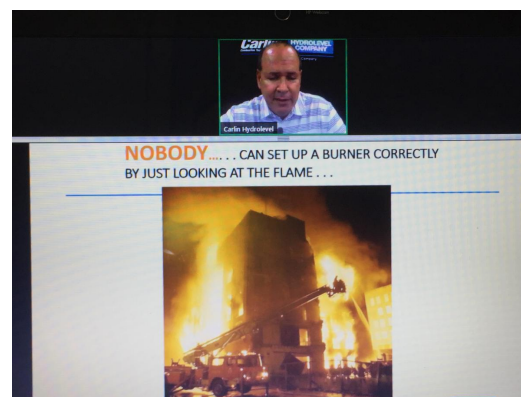 Carlin
HYDROLEVEL
COMPANY
Carlin Hydrolevel
NOBODY...... CAN SET UP A BURNER CORRECTLY
BY JUST LOOKING AT THE FLAME . . .